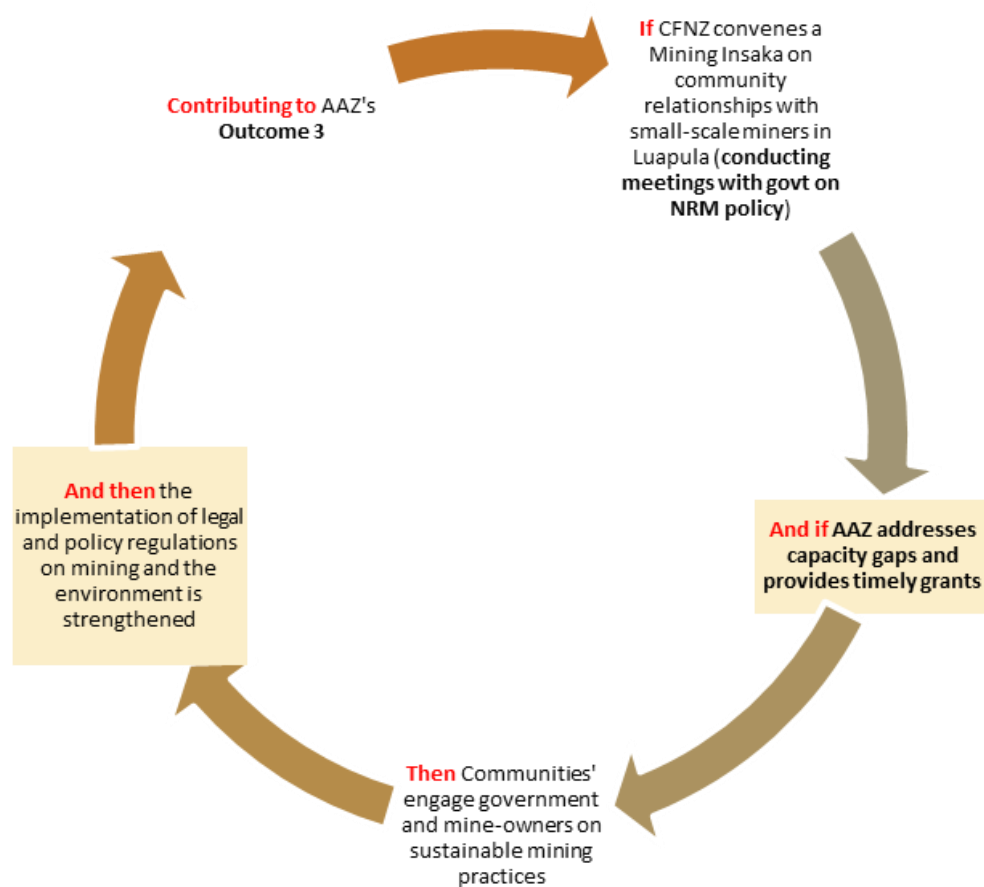 If CFNZ convenes a
Mining Insaka on
community
relationships with
small-scale miners in
Luapula (conducting
meetings with govt on
NRM policy)
And if AAZ addresses
capacity gaps and
provides timely grants
Then Communities'
engage government
and mine-owners on
sustainable mining
practices
And then the
implementation of legal
and policy regulations
on mining and the
environment is
strengthened
Contributing to AAZ's
Outcome 3